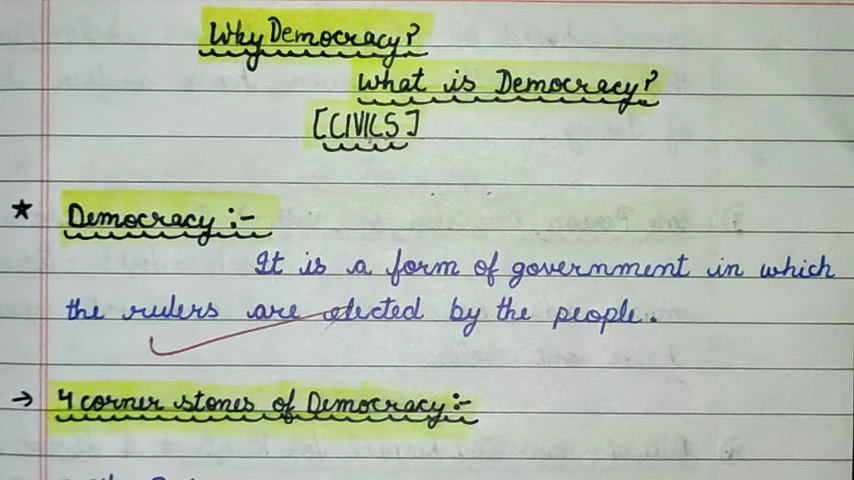 Why Democracy?
What is Democracy?
[CIVICS]
★ Democracy :-
It is a form of government in which
the rulers are elected by the people.
→ 4 corner stones of Democracy :-